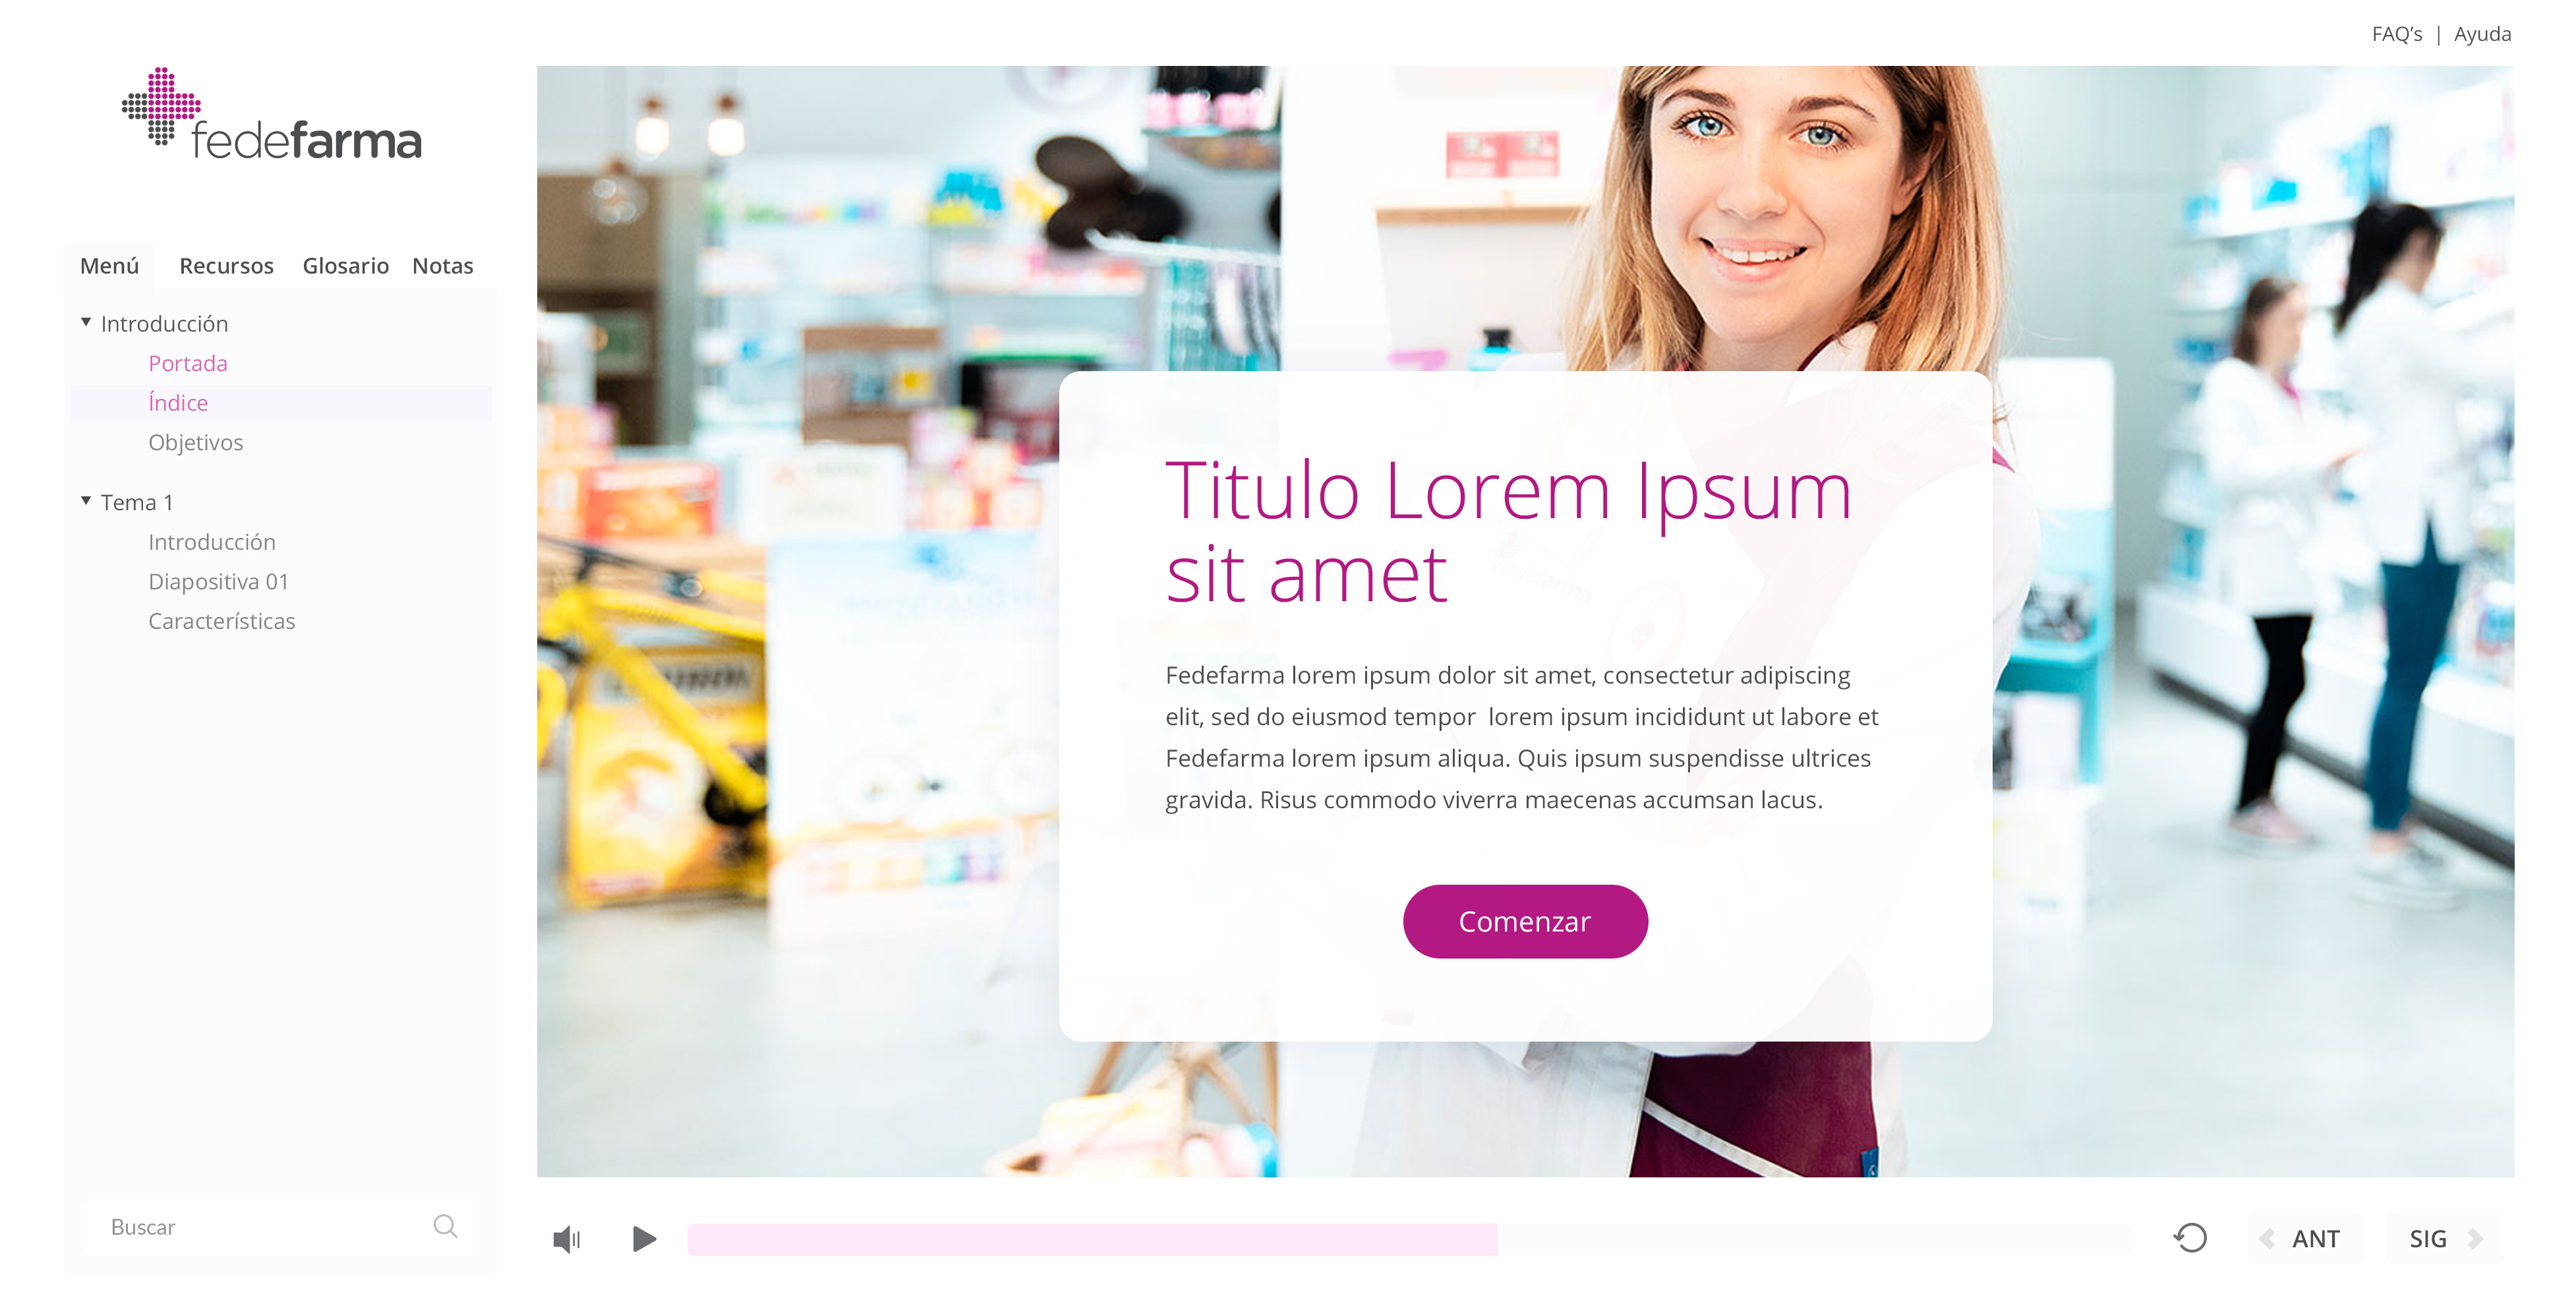 FAQ’s | Ayuda
fedefarma
Menú Recursos Glosario Notas
Introducción
Portada
Índice
Objetivos
Tema 1
Introducción
Diapositiva 01
Características
Buscar
Titulo Lorem Ipsum
sit amet
Fedefarma lorem ipsum dolor sit amet, consectetur adipiscing
elit, sed do eiusmod tempor  lorem ipsum incididunt ut labore et
Fedefarma lorem ipsum aliqua. Quis ipsum suspendisse ultrices
gravida. Risus commodo viverra maecenas accumsan lacus.
Comenzar
ANT
SIG